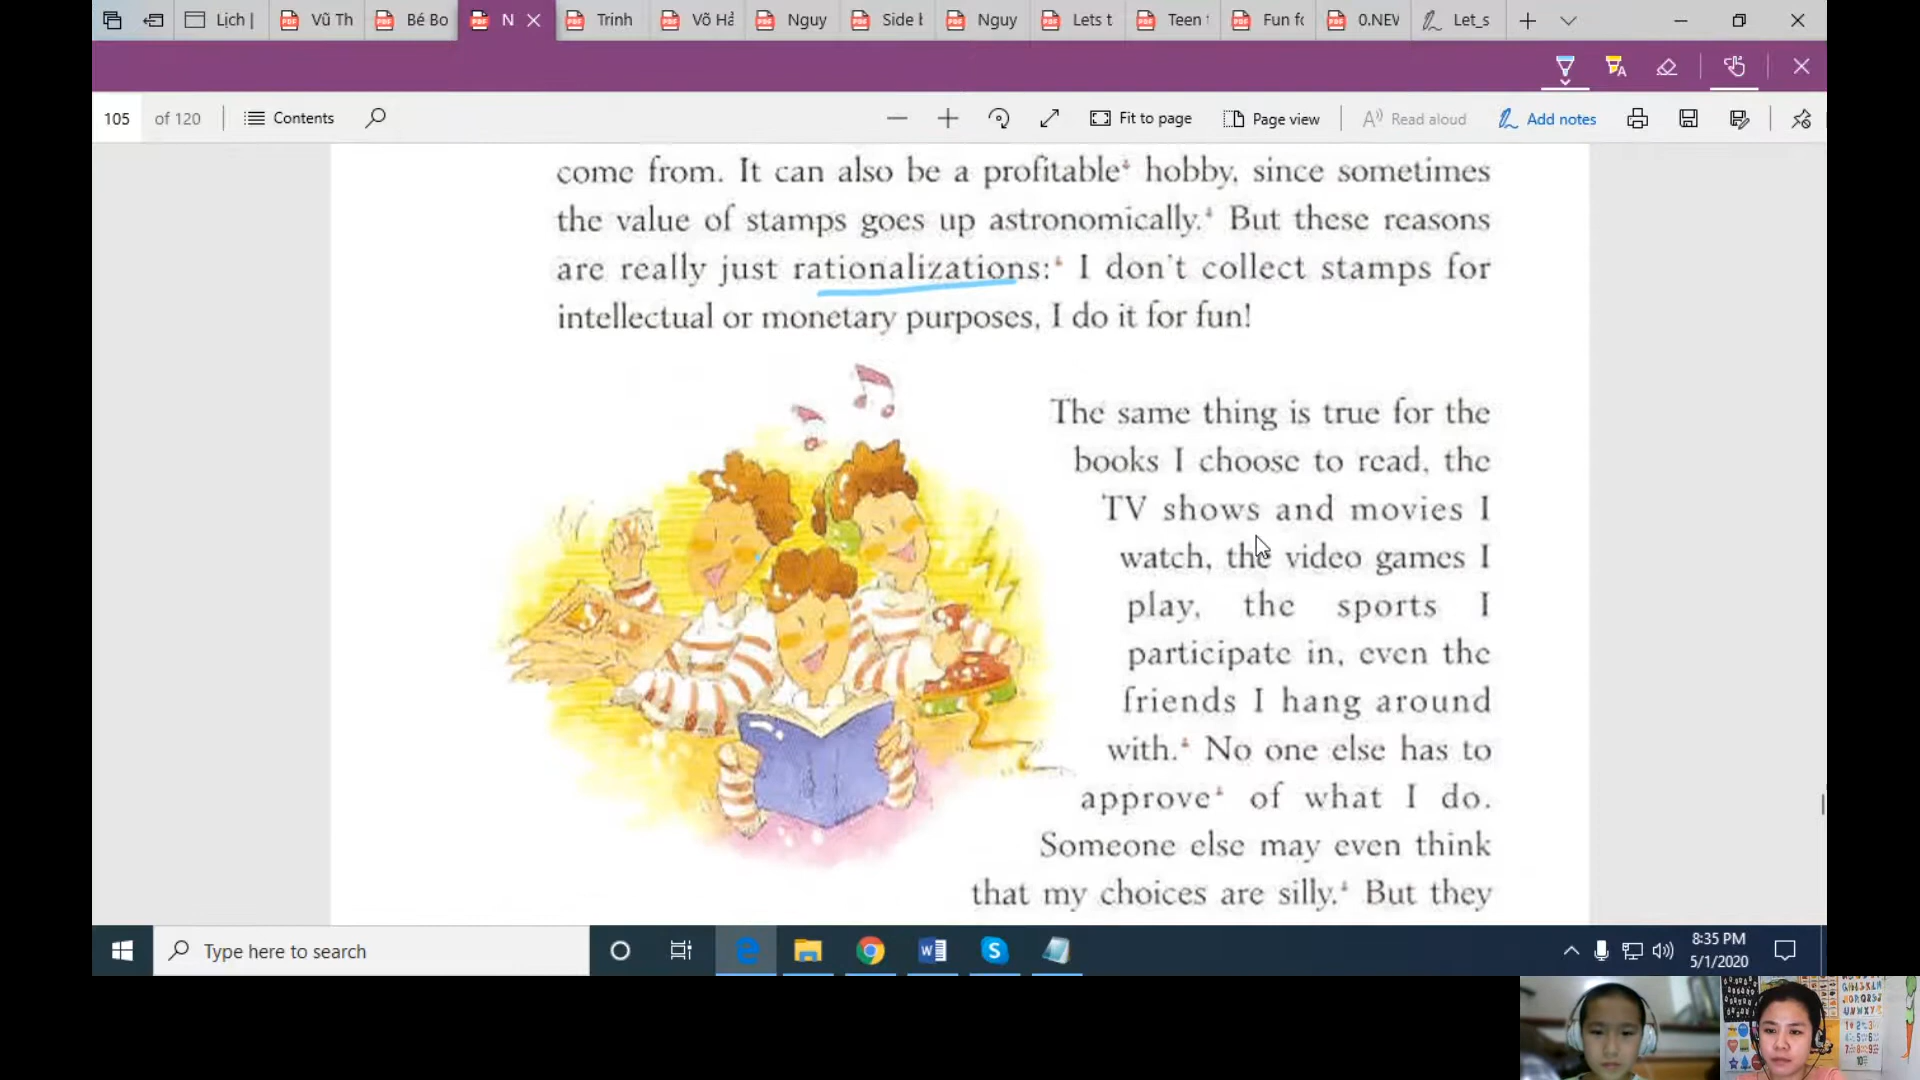 Lịch |
Vũ Th
Bé Bo
N
Trinh
Võ Hả
Nguy
Side b
Nguy
Lets t
Teen
Fun fo
0.NEV
Let_s
105 of 120
Contents
Fit to page
Page view
Read aloud
Add notes
come from. It can also be a profitable hobby, since sometimes
the value of stamps goes up astronomically. But these reasons
are really just rationalizations: I don't collect stamps for
intellectual or monetary purposes, I do it for fun!
The same thing is true for the
books I choose to read, the
TV shows and movies I
watch, the video games I
play, the sports I
participate in, even the
friends I hang around
with. No one else has to
approve of what I do.
Someone else may even think
that my choices are silly. But they
Type here to search
8:35 PM
5/1/2020